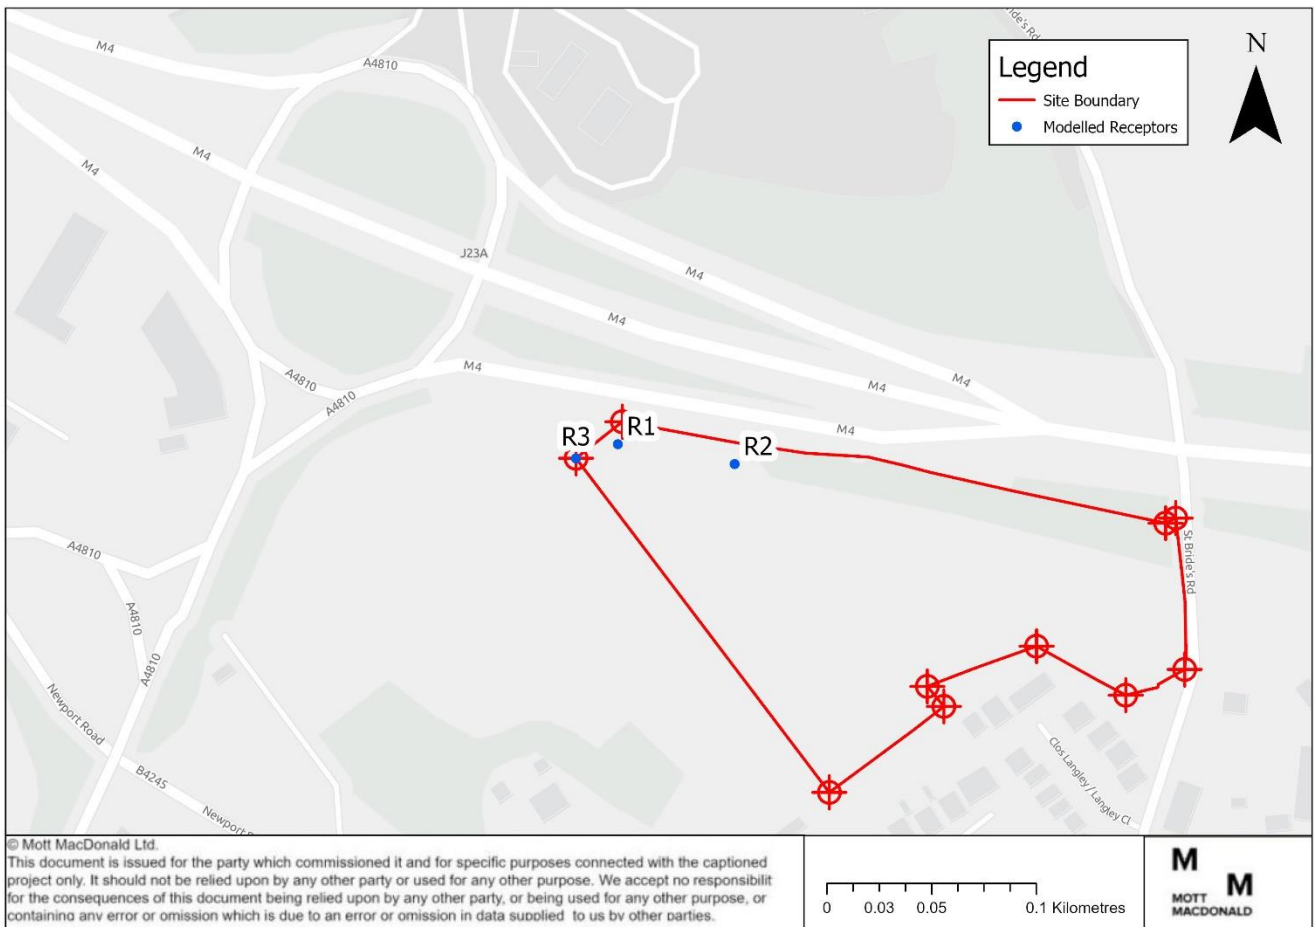 de's Rd
N
Legend
Site Boundary
Modelled Receptors
M4
A4810
M4
M4
M4
J23A
M4
M4
M4
M4
M4
A4810
A4810
M4
R1
R3
R2
St Bride's Rd
A4810
A4810
A4810
Newport Road
B4245
Newport R
Clos Langley / Langley Cl
© Mott MacDonald Ltd.
This document is issued for the party which commissioned it and for specific purposes connected with the captioned
project only. It should not be relied upon by any other party or used for any other purpose. We accept no responsibilit
for the consequences of this document being relied upon by any other party, or being used for any other purpose, or
containing any error or omission which is due to an error or omission in data supplied to us by other parties.
0 0.03 0.05 0.1 Kilometres
M
M
MOTT
MACDONALD